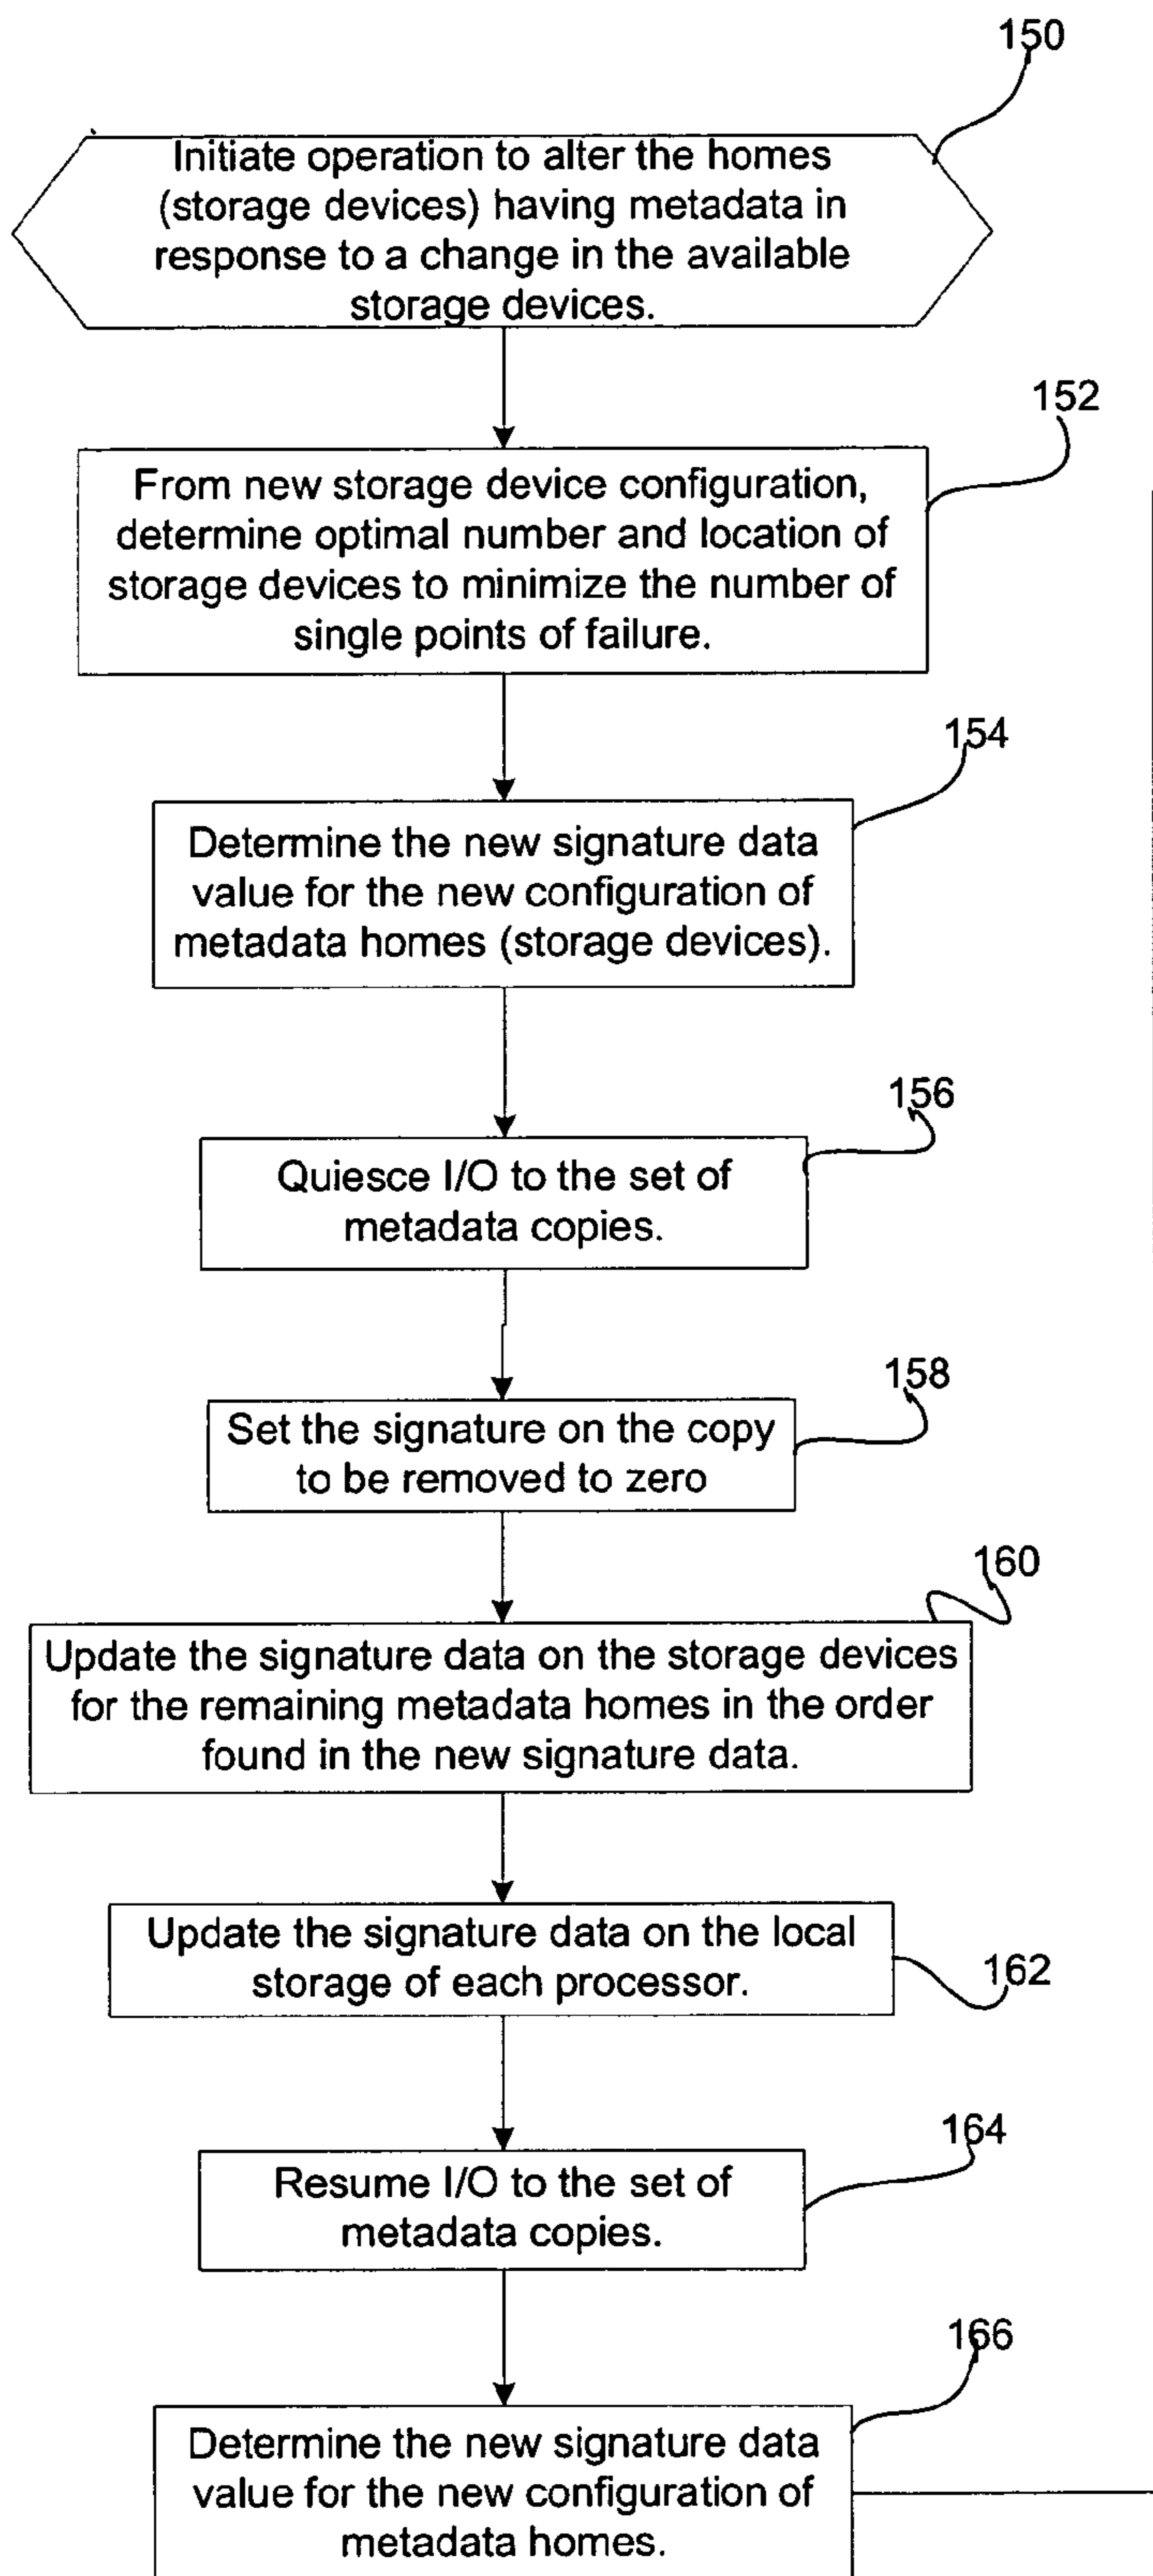 150
Initiate operation to alter the homes
(storage devices) having metadata in
response to a change in the available
storage devices.
152
From new storage device configuration,
determine optimal number and location of
storage devices to minimize the number of
single points of failure.
154
Determine the new signature data
value for the new configuration of
metadata homes (storage devices).
156
Quiesce I/O to the set of
metadata copies.
158
Set the signature on the copy
to be removed to zero
160
Update the signature data on the storage devices
for the remaining metadata homes in the order
found in the new signature data.
Update the signature data on the local
storage of each processor.
162
164
Resume I/O to the set of
metadata copies.
166
Determine the new signature data
value for the new configuration of
metadata homes.